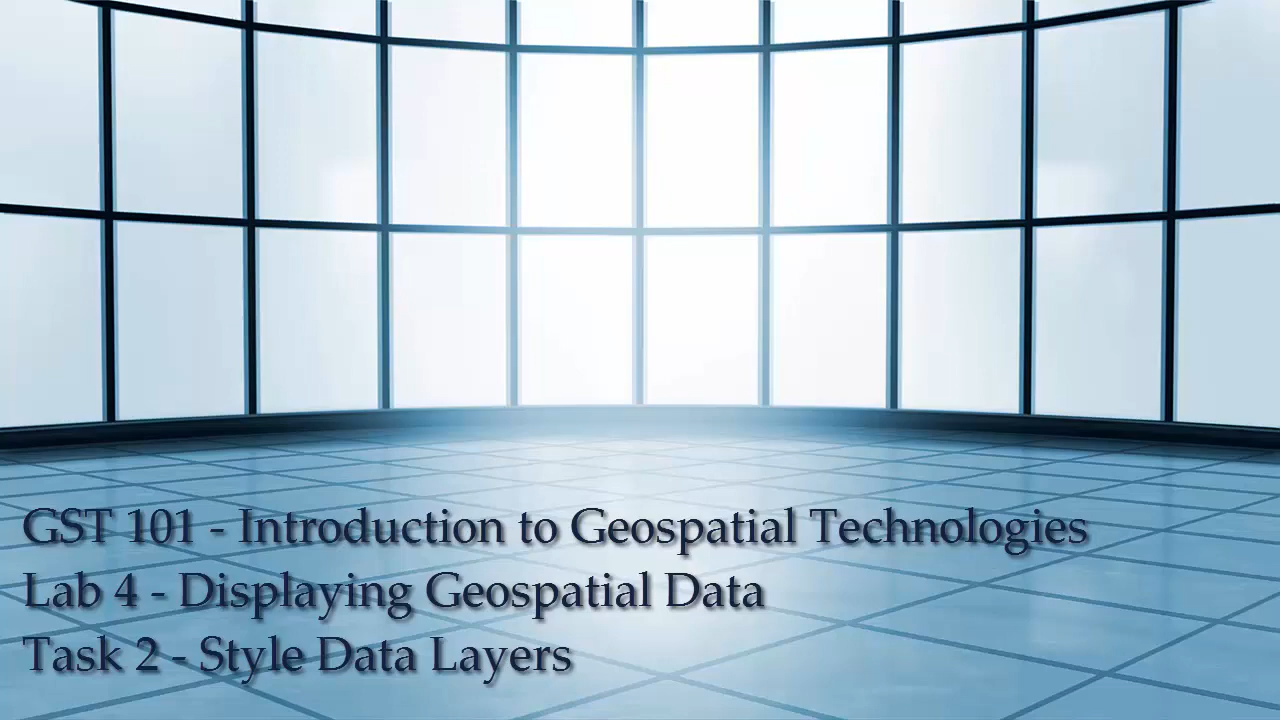 GST 101 - Introduction to Geospatial Technologies
Lab 4 - Displaying Geospatial Data
Task 2 - Style Data Layers